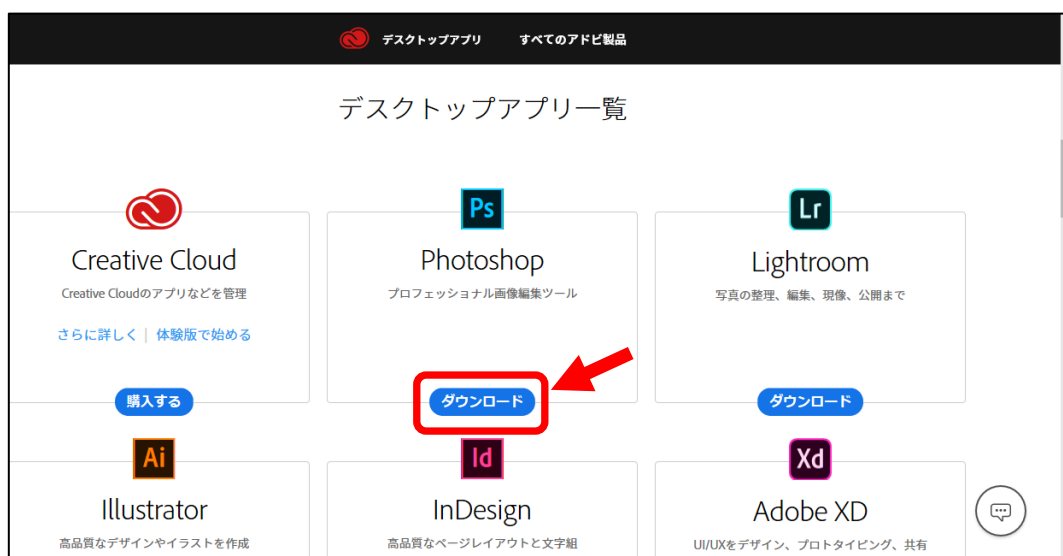 デスクトップアプリ すべてのアドビ製品
デスクトップアプリ一覧
Creative Cloud
Creative Cloudのアプリなどを管理
さらに詳しく | 体験版で始める
購入する
Ps
Photoshop
プロフェッショナル画像編集ツール
ダウンロード
Lr
Lightroom
写真の整理、編集、現像、公開まで
ダウンロード
Ai
Illustrator
高品質なデザインやイラストを作成
Id
InDesign
高品質なページレイアウトと文字組
Xd
Adobe XD
UI/UXをデザイン、プロトタイピング、共有